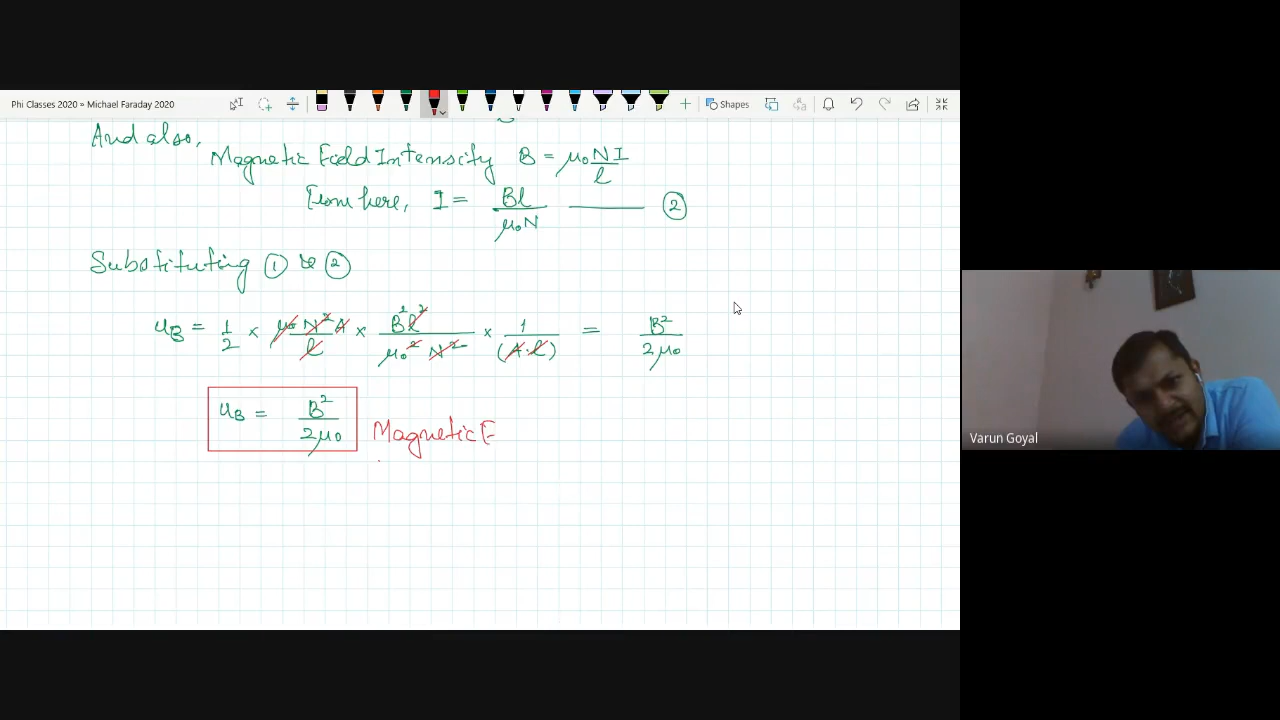 Phi Classes 2020 » Michael Faraday 2020
Shapes
And also,
Magnetic Field Intenscity B = μ₀NI/l
From here, I = Bl/μ₀N ——— ②
Substituting ① & ②
u_B = 1/2 × μ₀N²A/l × B²l²/μ₀²N² × 1/(A·l) = B²/2μ₀
u_B = B²/2μ₀ Magnetic E
Varun Goyal